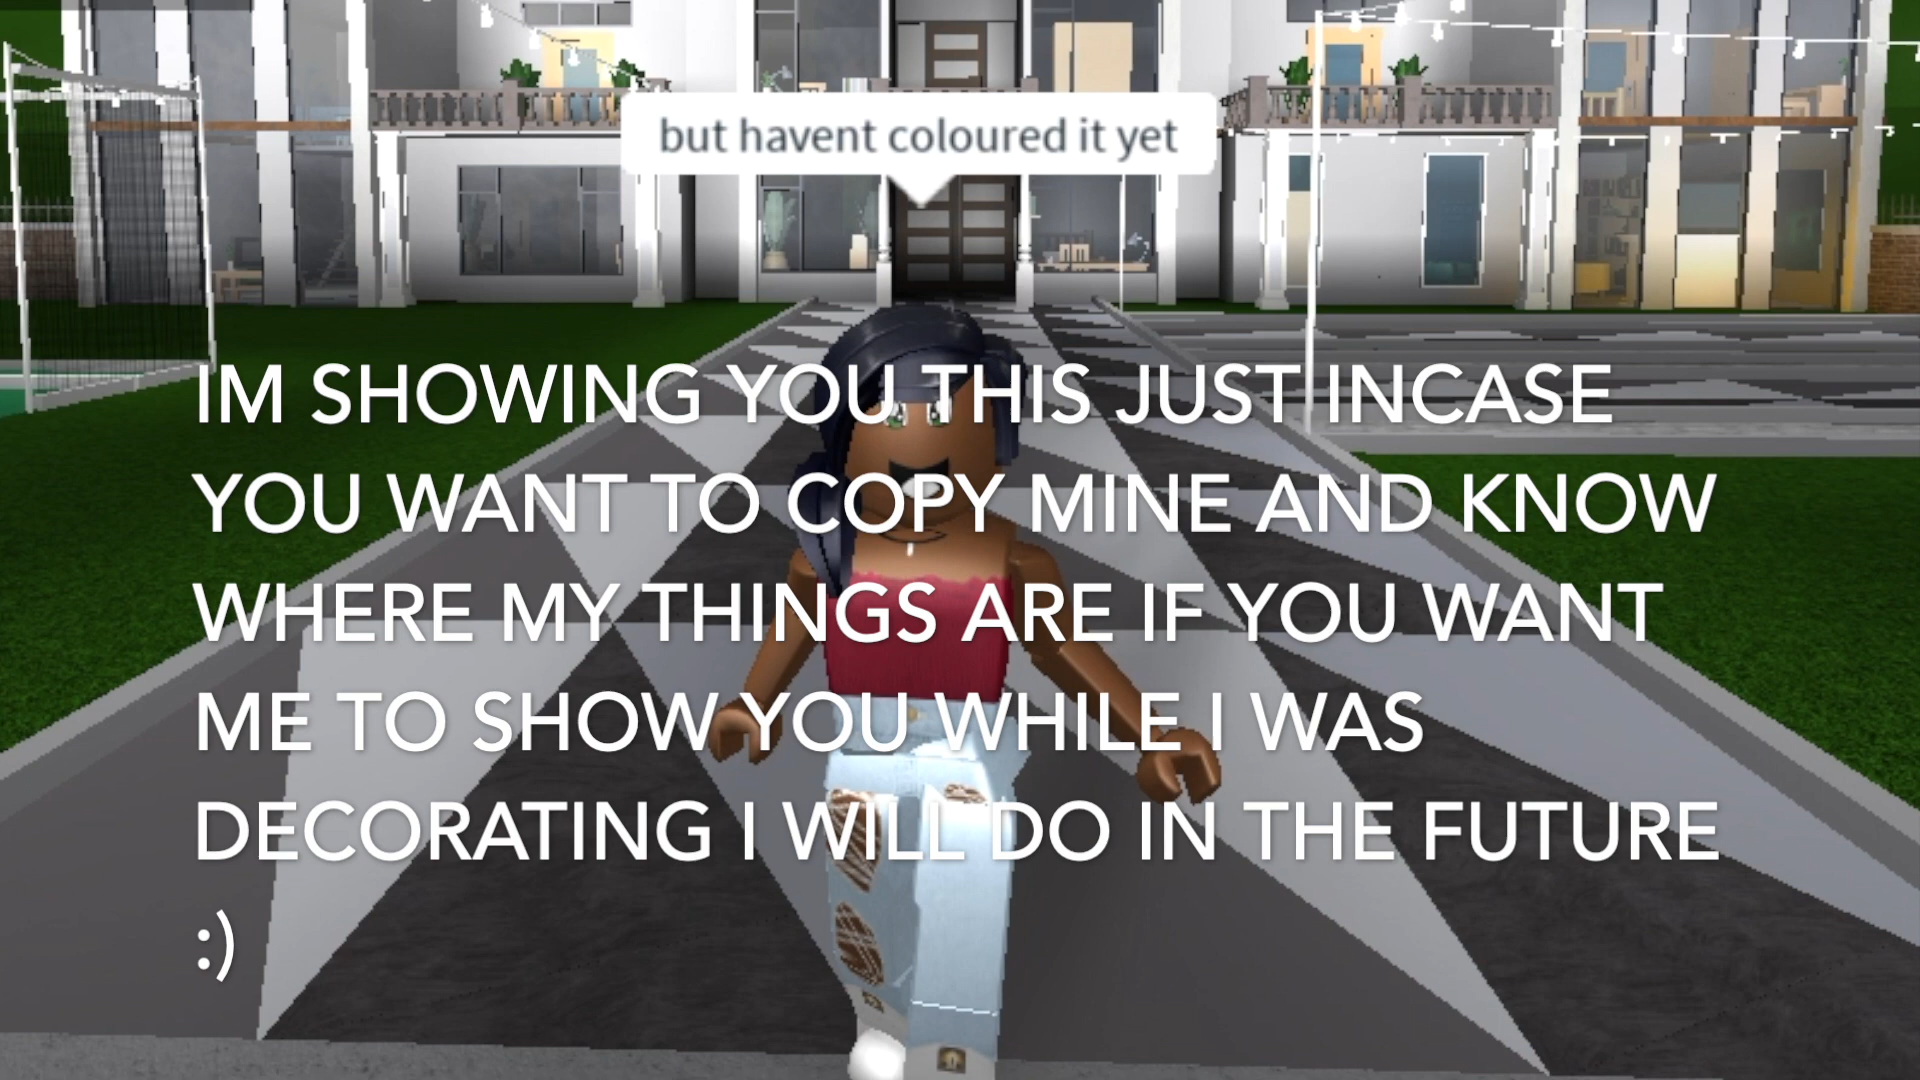 but havent coloured it yet
IM SHOWING YOU THIS JUST INCASE
YOU WANT TO COPY MINE AND KNOW
WHERE MY THINGS ARE IF YOU WANT
ME TO SHOW YOU WHILE I WAS
DECORATING I WILL DO IN THE FUTURE
:)